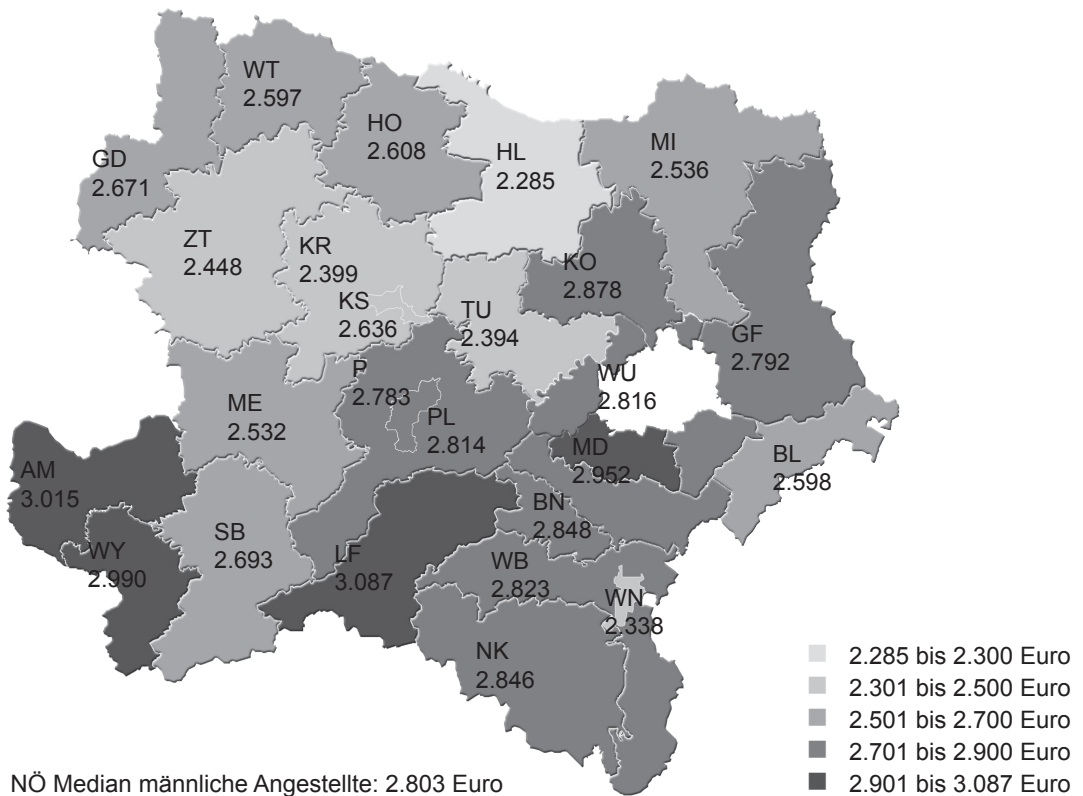 WT
2.597
HO
2.608
HL
2.285
MI
2.536
GD
2.671
ZT
2.448
KR
2.399
KS
2.636
TU
2.394
KO
2.878
GF
2.792
P
2.783
WU
2.816
ME
2.532
PL
2.814
MD
2.952
BL
2.598
AM
3.015
BN
2.848
SB
2.693
WY
2.990
LF
3.087
WB
2.823
WN
2.338
NK
2.846
2.285 bis 2.300 Euro
2.301 bis 2.500 Euro
2.501 bis 2.700 Euro
2.701 bis 2.900 Euro
2.901 bis 3.087 Euro
NÖ Median männliche Angestellte: 2.803 Euro